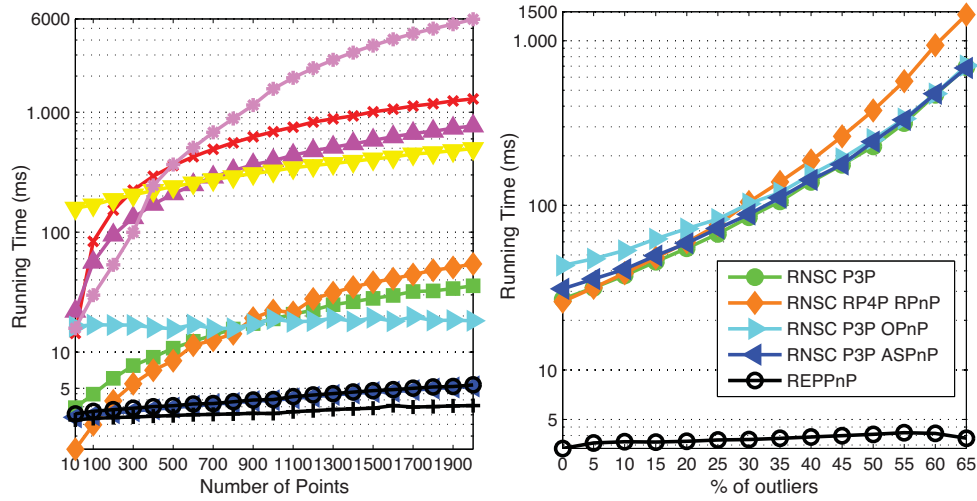 6000
1.000
100
10
5
Running Time (ms)
10 100 300 500 700 900 1100 1300 1500 1700 1900
Number of Points
1500
1.000
100
10
5
Running Time (ms)
RNSC P3P
RNSC RP4P RPnP
RNSC P3P OPnP
RNSC P3P ASPnP
REPPnP
0 5 10 15 20 25 30 35 40 45 50 55 60 65
% of outliers